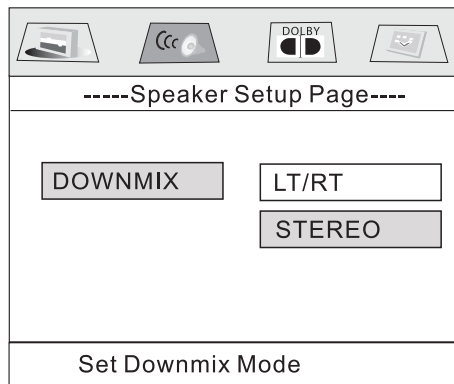 DOLBY
-----Speaker Setup Page----
DOWNMIX
LT/RT
STEREO
Set Downmix Mode